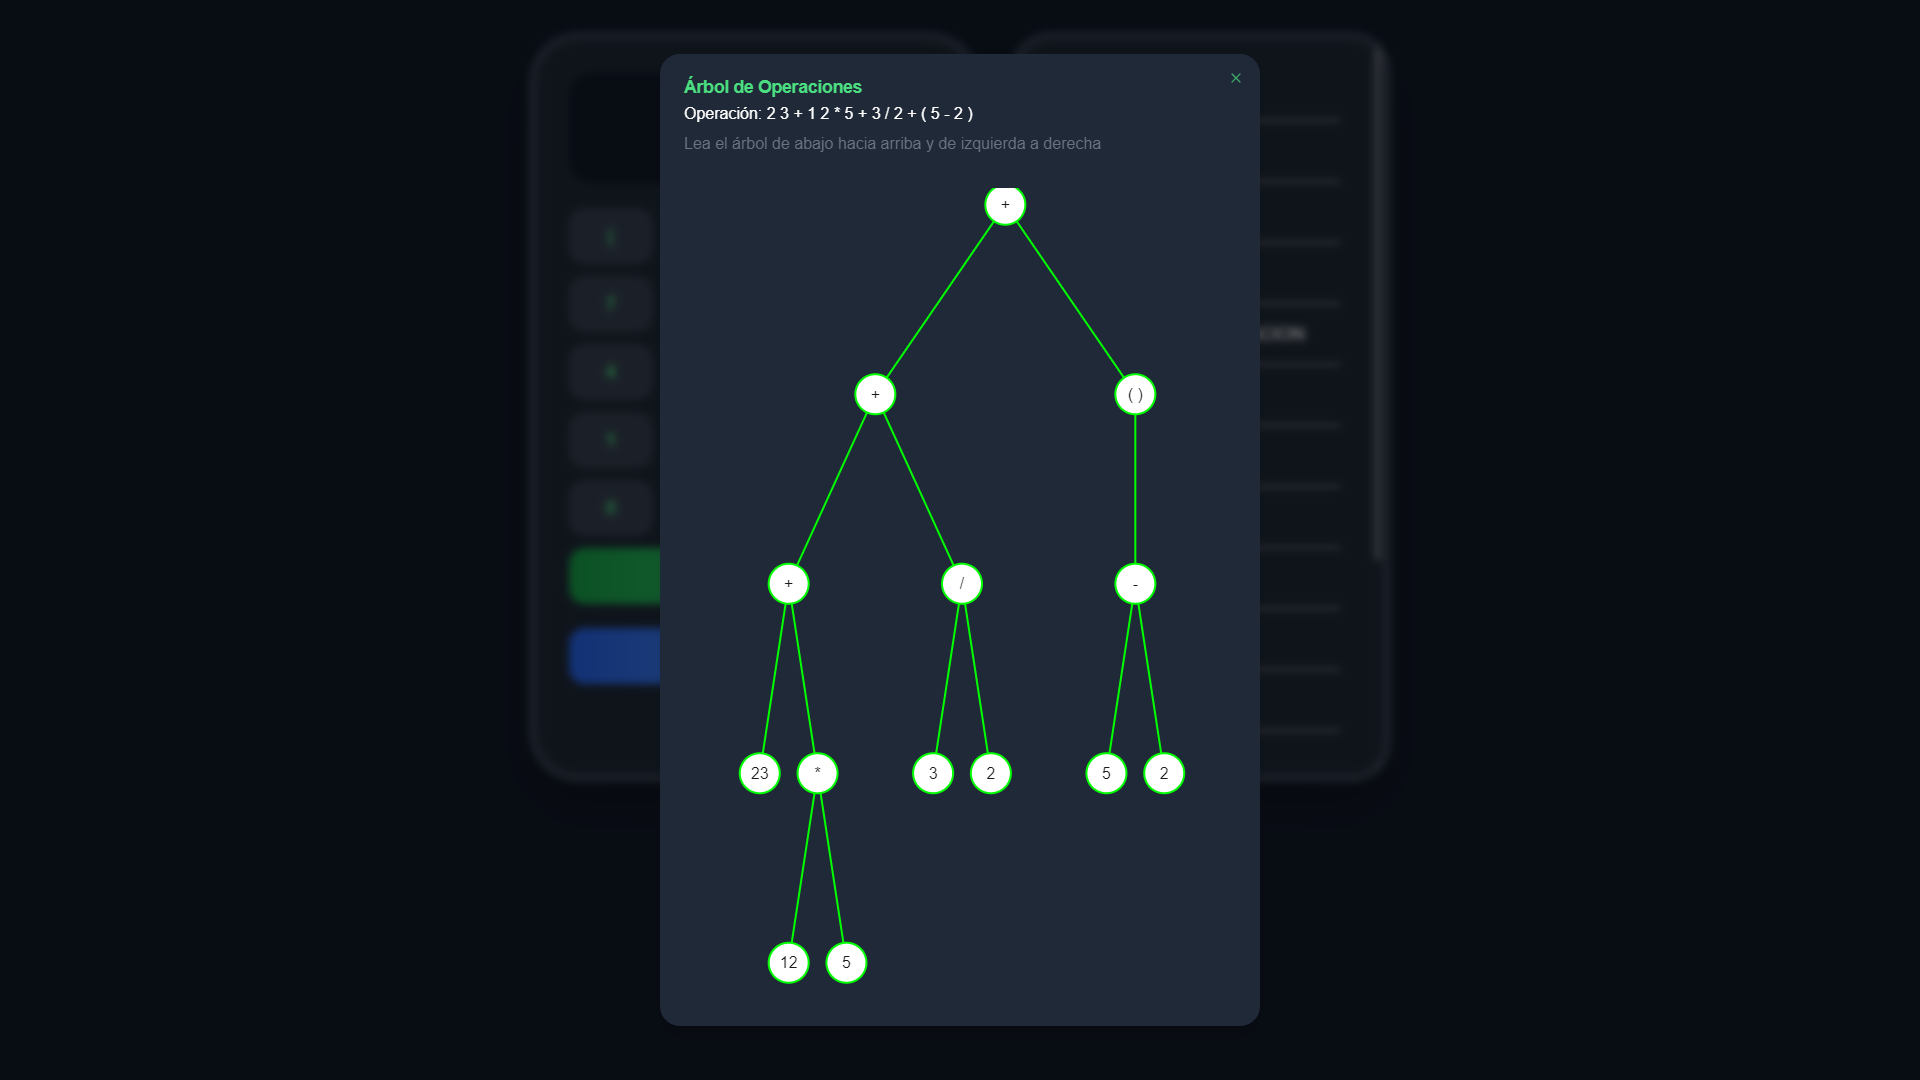 Árbol de Operaciones
Operación: 2 3 + 1 2 * 5 + 3 / 2 + ( 5 - 2 )
Lea el árbol de abajo hacia arriba y de izquierda a derecha
+
+ ( )
+ / -
23 * 3 2 5 2
12 5